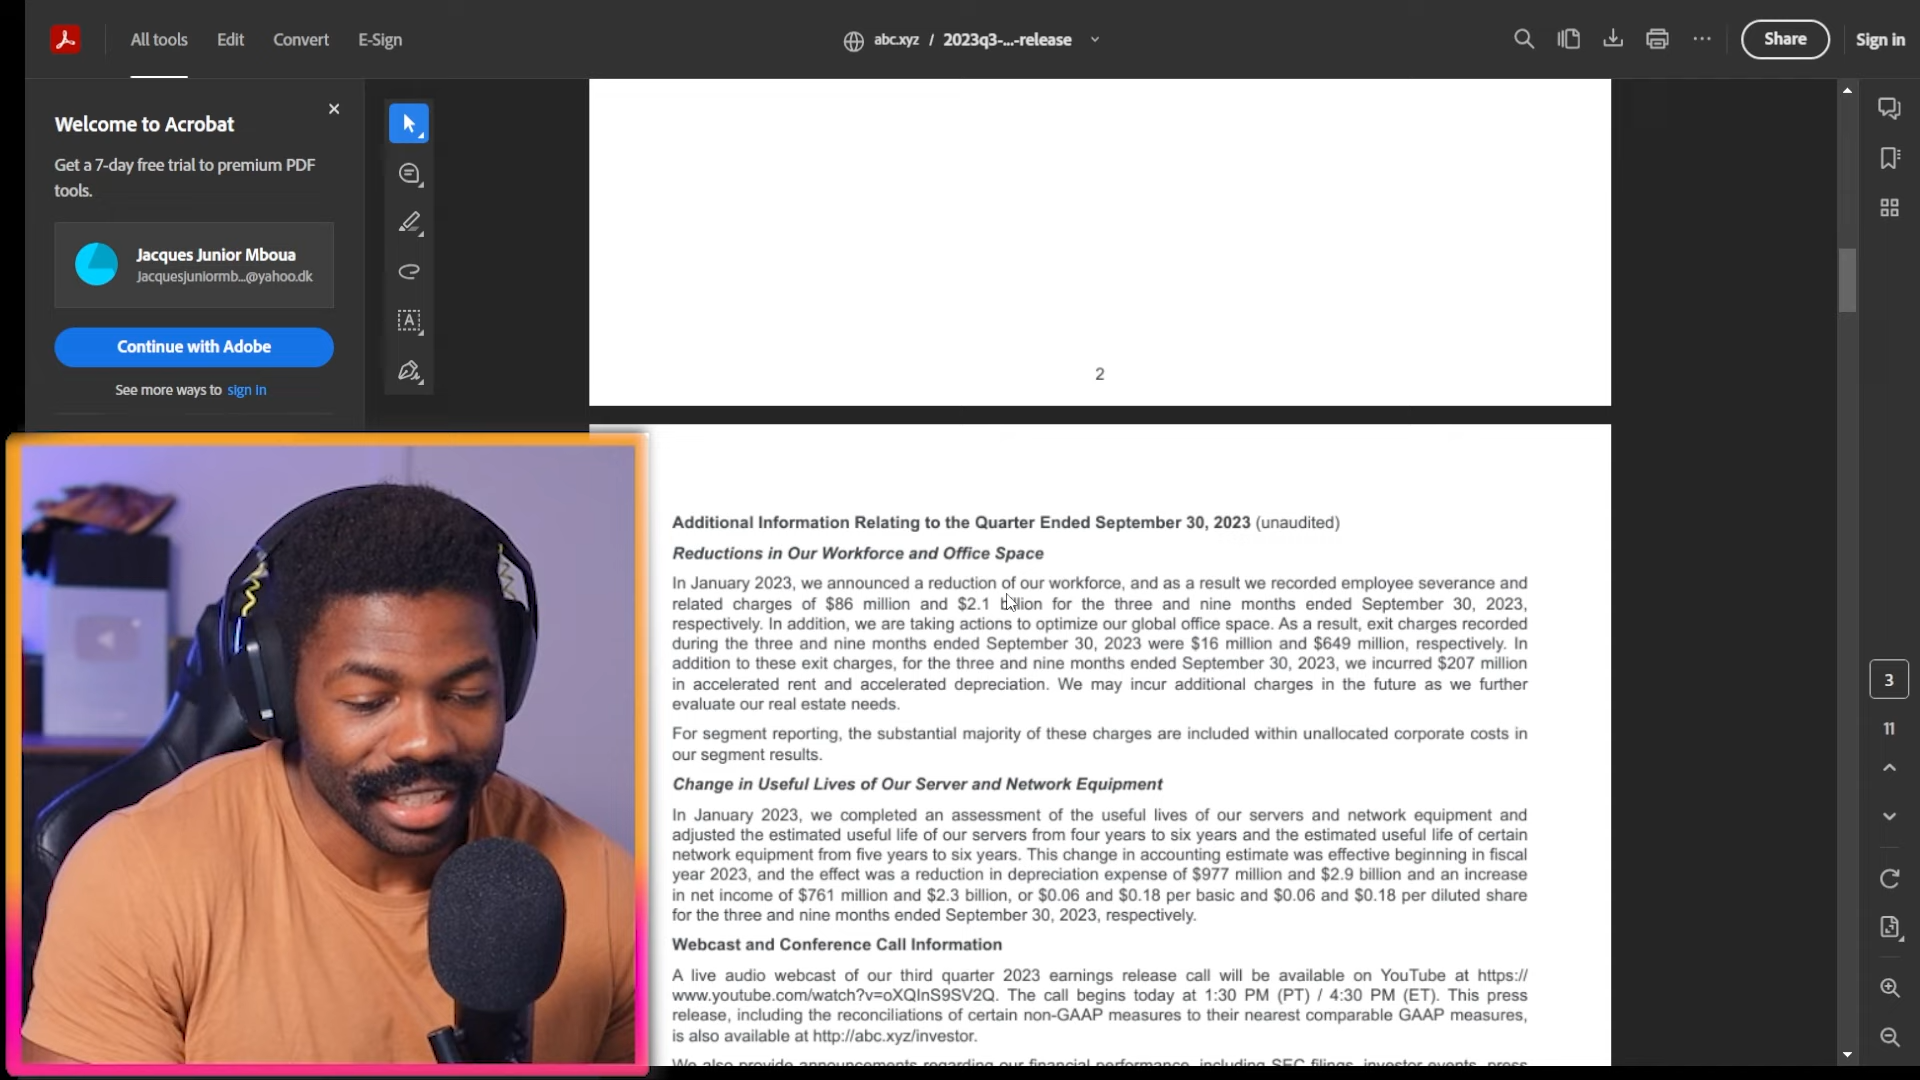 All tools
Edit
Convert
E-Sign
abc.xyz / 2023q3-...-release
Share
Sign in
Welcome to Acrobat
Get a 7-day free trial to premium PDF
tools.
Jacques Junior Mboua
Jacquesjuniormb...@yahoo.dk
Continue with Adobe
See more ways to sign in
2
Additional Information Relating to the Quarter Ended September 30, 2023 (unaudited)
Reductions in Our Workforce and Office Space
In January 2023, we announced a reduction of our workforce, and as a result we recorded employee severance and
related charges of $86 million and $2.1 billion for the three and nine months ended September 30, 2023,
respectively. In addition, we are taking actions to optimize our global office space. As a result, exit charges recorded
during the three and nine months ended September 30, 2023 were $16 million and $649 million, respectively. In
addition to these exit charges, for the three and nine months ended September 30, 2023, we incurred $207 million
in accelerated rent and accelerated depreciation. We may incur additional charges in the future as we further
evaluate our real estate needs.
For segment reporting, the substantial majority of these charges are included within unallocated corporate costs in
our segment results.
Change in Useful Lives of Our Server and Network Equipment
In January 2023, we completed an assessment of the useful lives of our servers and network equipment and
adjusted the estimated useful life of our servers from four years to six years and the estimated useful life of certain
network equipment from five years to six years. This change in accounting estimate was effective beginning in fiscal
year 2023, and the effect was a reduction in depreciation expense of $977 million and $2.9 billion and an increase
in net income of $761 million and $2.3 billion, or $0.06 and $0.18 per basic and $0.06 and $0.18 per diluted share
for the three and nine months ended September 30, 2023, respectively.
Webcast and Conference Call Information
A live audio webcast of our third quarter 2023 earnings release call will be available on YouTube at https://
www.youtube.com/watch?v=oXQInS9SV2Q. The call begins today at 1:30 PM (PT) / 4:30 PM (ET). This press
release, including the reconciliations of certain non-GAAP measures to their nearest comparable GAAP measures,
is also available at http://abc.xyz/investor.
We also provide announcements regarding our financial performance, including SEC filings, investor events, press
3
11